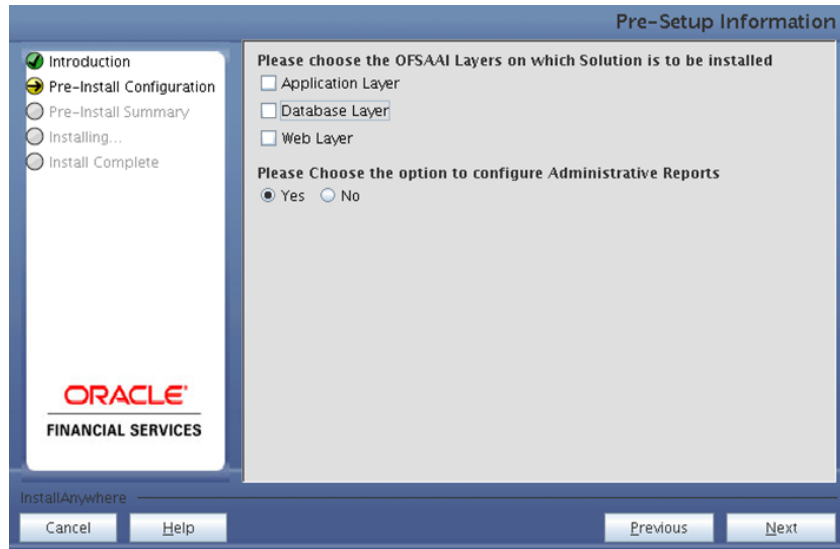 Pre-Setup Information
Introduction
Pre-Install Configuration
Pre-Install Summary
Installing...
Install Complete
ORACLE
FINANCIAL SERVICES
Please choose the OFSAAI Layers on which Solution is to be installed
Application Layer
Database Layer
Web Layer
Please Choose the option to configure Administrative Reports
Yes No
InstallAnywhere
Cancel Help Previous Next